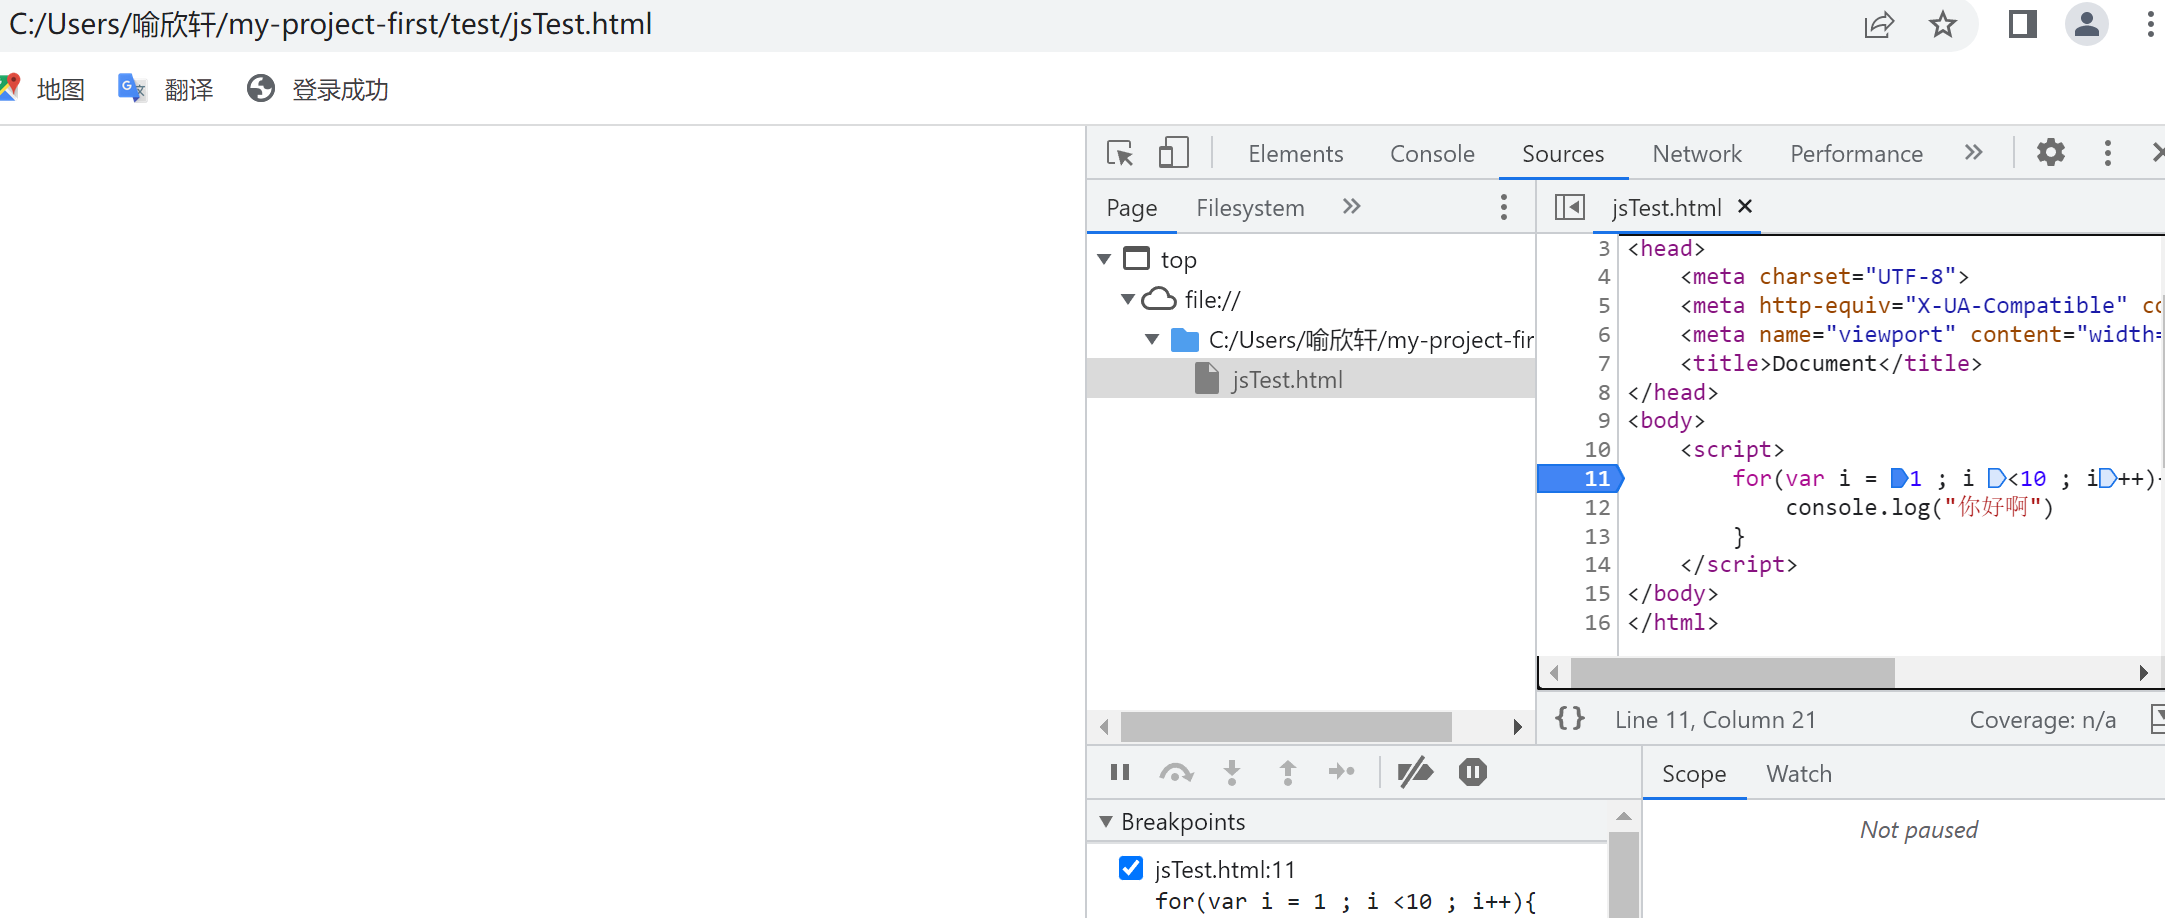 C:/Users/喻欣轩/my-project-first/test/jsTest.html
地图 翻译 登录成功
Elements Console Sources Network Performance
Page Filesystem
jsTest.html
top
file://
C:/Users/喻欣轩/my-project-fir
jsTest.html
3 <head>
4 <meta charset="UTF-8">
5 <meta http-equiv="X-UA-Compatible" co
6 <meta name="viewport" content="width=
7 <title>Document</title>
8 </head>
9 <body>
10 <script>
11 for(var i = 1 ; i <10 ; i++){
12 console.log("你好啊")
13 }
14 </script>
15 </body>
16 </html>
{} Line 11, Column 21 Coverage: n/a
Breakpoints
jsTest.html:11
for(var i = 1 ; i <10 ; i++){
Scope Watch
Not paused